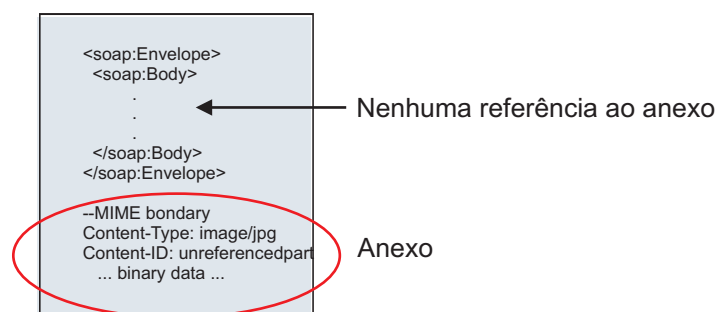 <soap:Envelope>
<soap:Body>
.
.
.
Nenhuma referência ao anexo
</soap:Body>
</soap:Envelope>
--MIME bondary
Content-Type: image/jpg
Content-ID: unreferencedpart
... binary data ...
Anexo